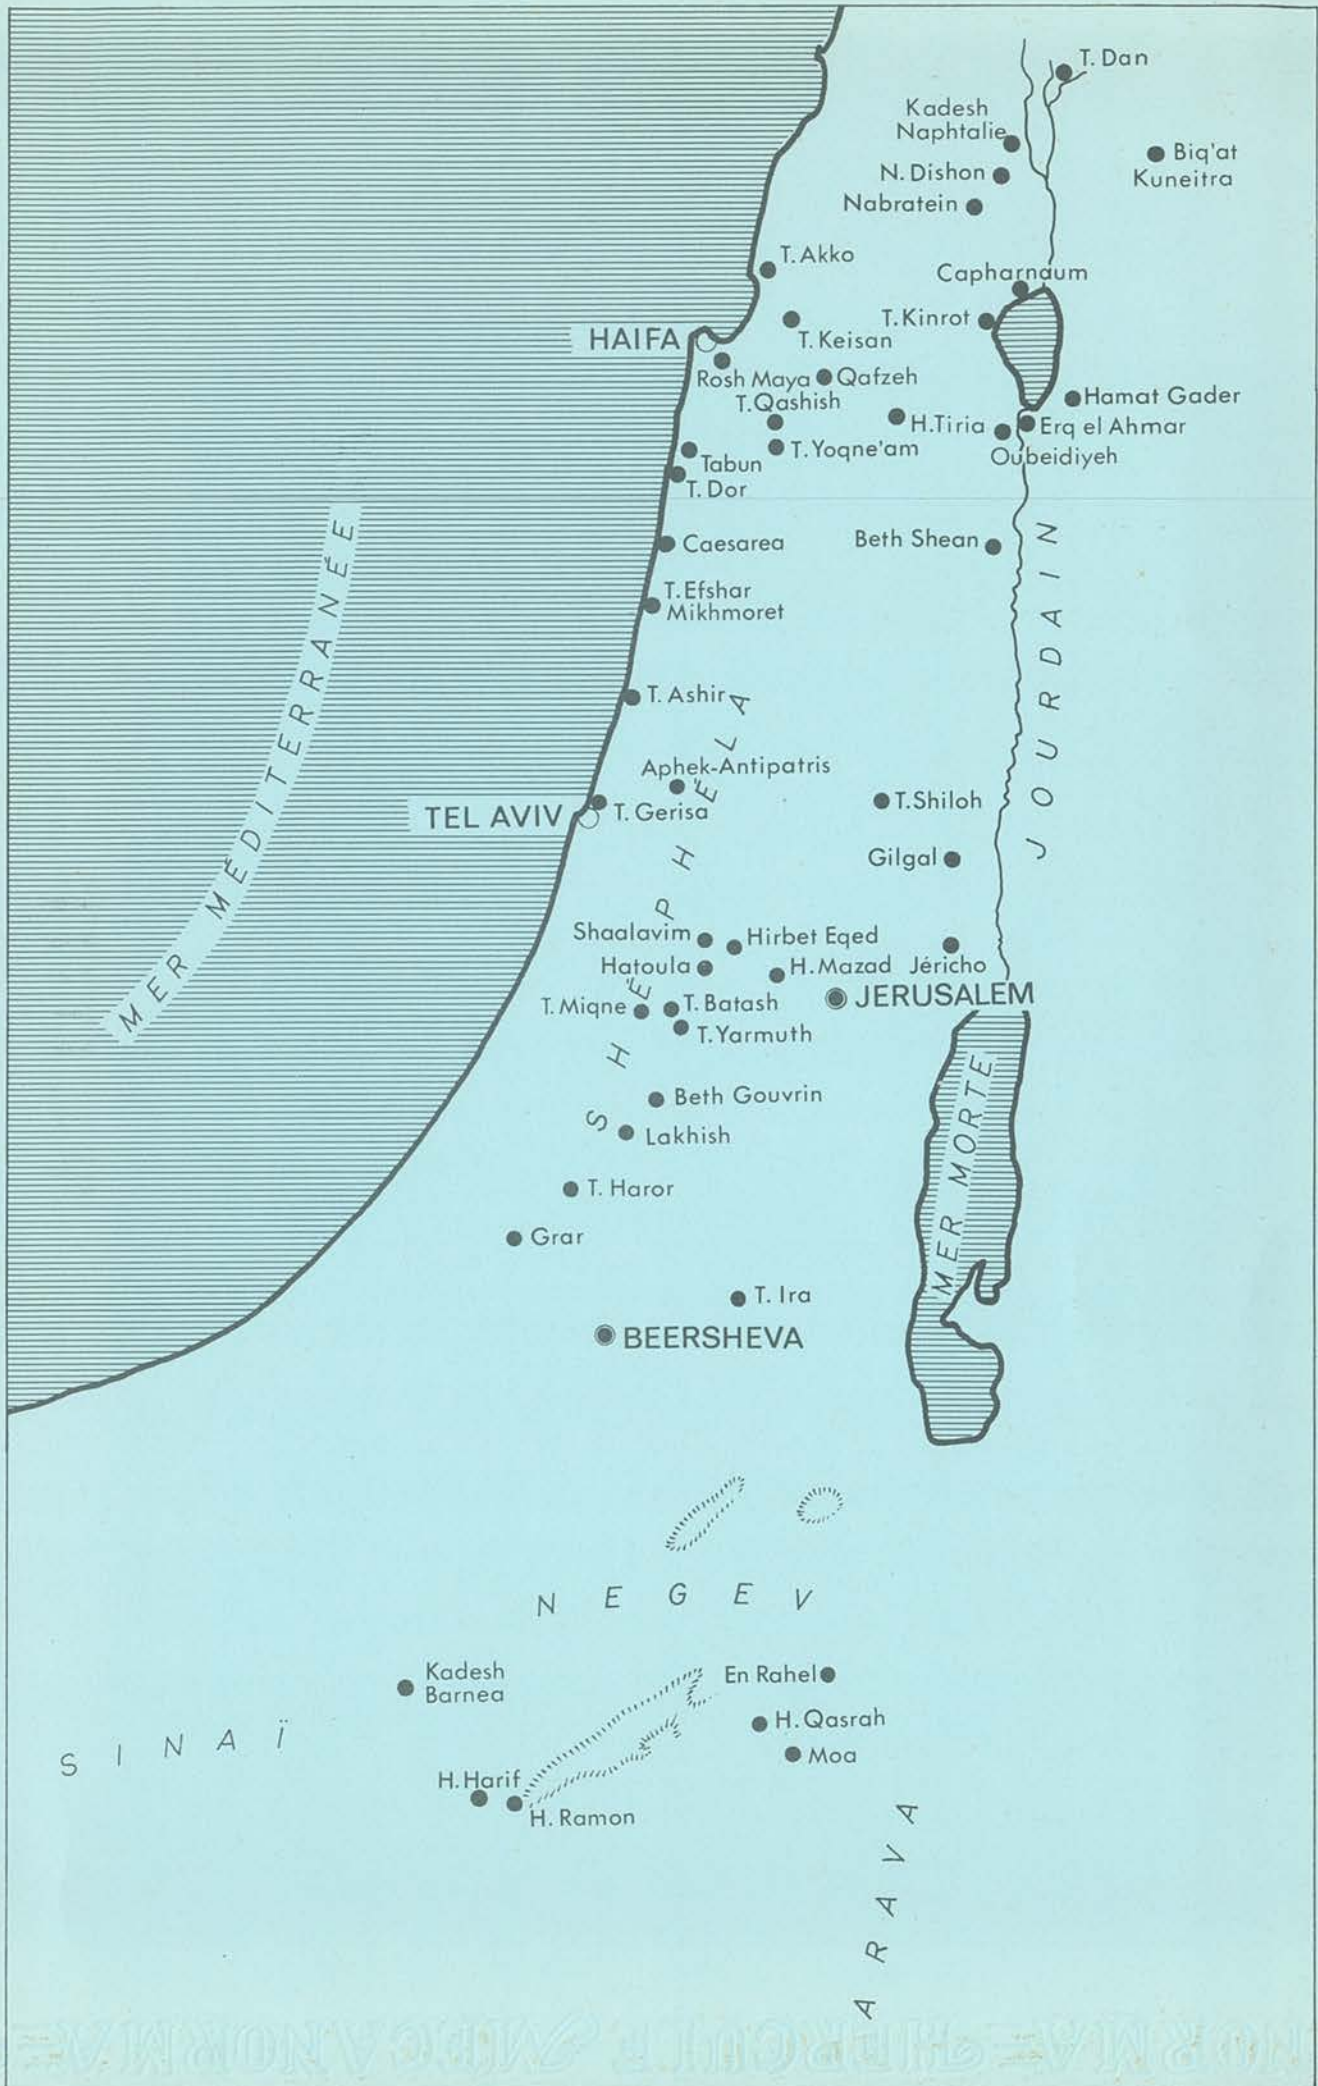 T. Dan
Kadesh
Naphtalie
Biq'at
Kuneitra
N. Dishon
Nabratein
T. Akko
Capharnaum
T. Kinrot
HAIFA
T. Keisan
Rosh Maya
Qafzeh
T. Qashish
Hamat Gader
H. Tiria
Erq el Ahmar
Oubeidiyeh
T. Yoqne'am
Tabun
T. Dor
Caesarea
Beth Shean
T. Efshar
Mikhmoret
T. Ashir
JOURDAIN
MER MÉDITERRANÉE
SHÉPHÉLA
Aphek-Antipatris
T. Gerisa
TEL AVIV
T. Shiloh
Gilgal
Shaalavim
Hirbet Eqed
Hatoula
H. Mazad
Jéricho
JERUSALEM
T. Miqne
T. Batash
T. Yarmuth
Beth Gouvrin
Lakhish
MER MORTE
T. Haror
Grar
T. Ira
BEERSHEVA
NEGEV
Kadesh
Barnea
En Rahel
H. Qasrah
Moa
SINAÏ
H. Harif
H. Ramon
ARAVA